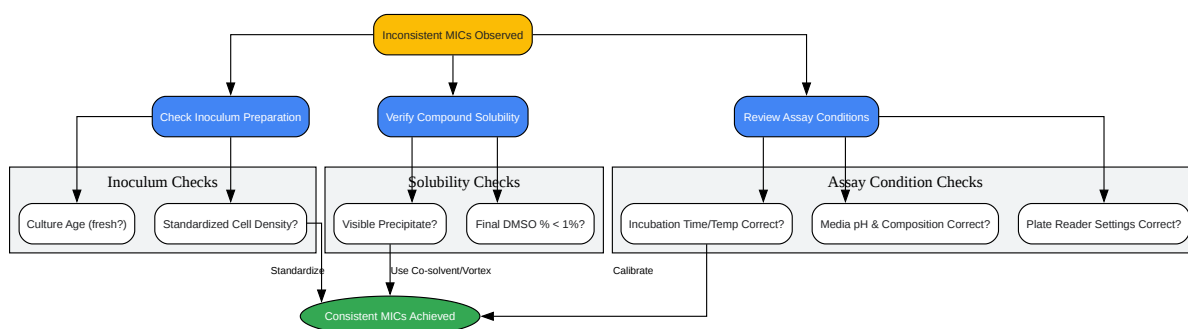 Inconsistent MICs Observed
Check Inoculum Preparation
Verify Compound Solubility
Review Assay Conditions
Inoculum Checks
Solubility Checks
Assay Condition Checks
Culture Age (fresh?)
Standardized Cell Density?
Visible Precipitate?
Final DMSO % < 1%?
Incubation Time/Temp Correct?
Media pH & Composition Correct?
Plate Reader Settings Correct?
Standardize
Use Co-solvent/Vortex
Calibrate
Consistent MICs Achieved